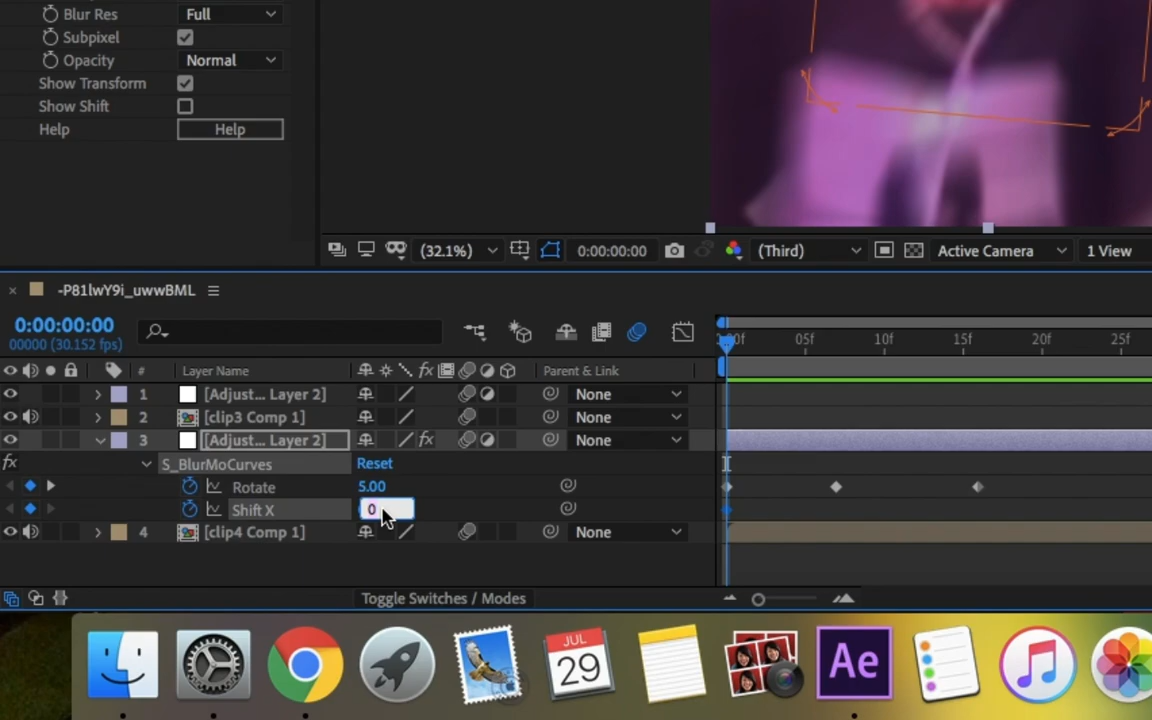 Blur Res Full
Subpixel
Opacity Normal
Show Transform
Show Shift
Help Help
(32.1%) 0:00:00:00 (Third) Active Camera 1 View
× -P81lwY9i_uwwBML
0:00:00:00
00000 (30.152 fps)
05f 10f 15f 20f 25f
# Layer Name fx Parent & Link
1 [Adjust... Layer 2] None
2 [clip3 Comp 1] None
3 [Adjust... Layer 2] fx None
fx S_BlurMoCurves Reset
Rotate 5.00
Shift X 0
4 [clip4 Comp 1] None
Toggle Switches / Modes
JUL
29
Ae